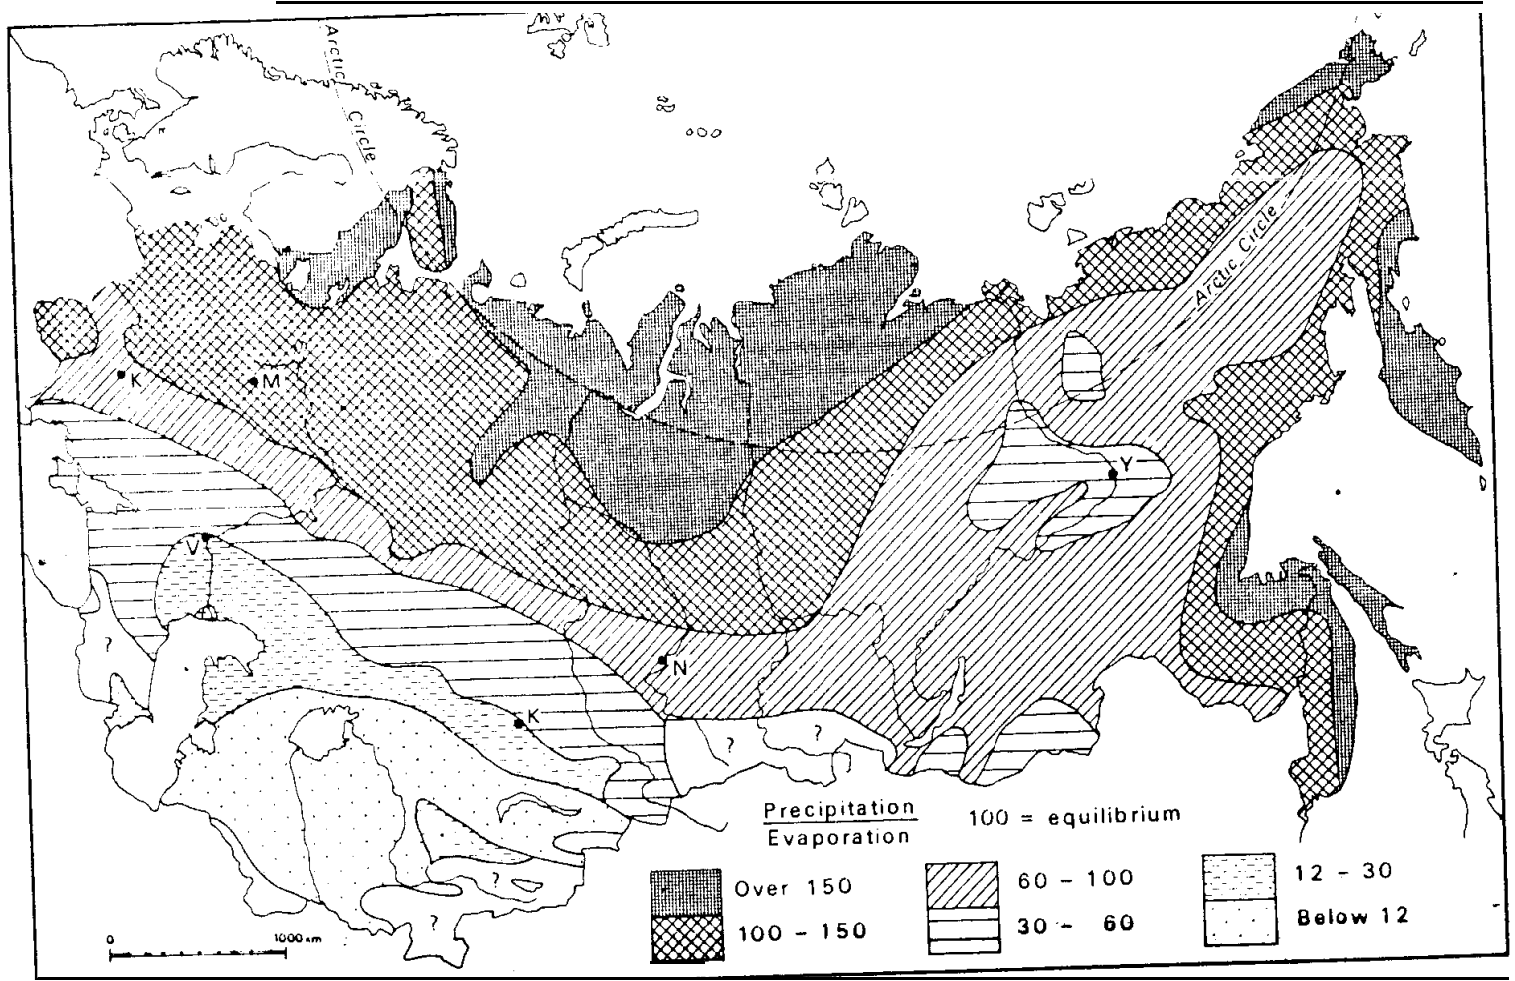 Arctic Circle
Arctic Circle
K
M
Y
V
N
K
?
?
?
?
?
Precipitation
Evaporation
100 = equilibrium
Over 150
60 - 100
12 - 30
100 - 150
30 - 60
Below 12
0
1000 km